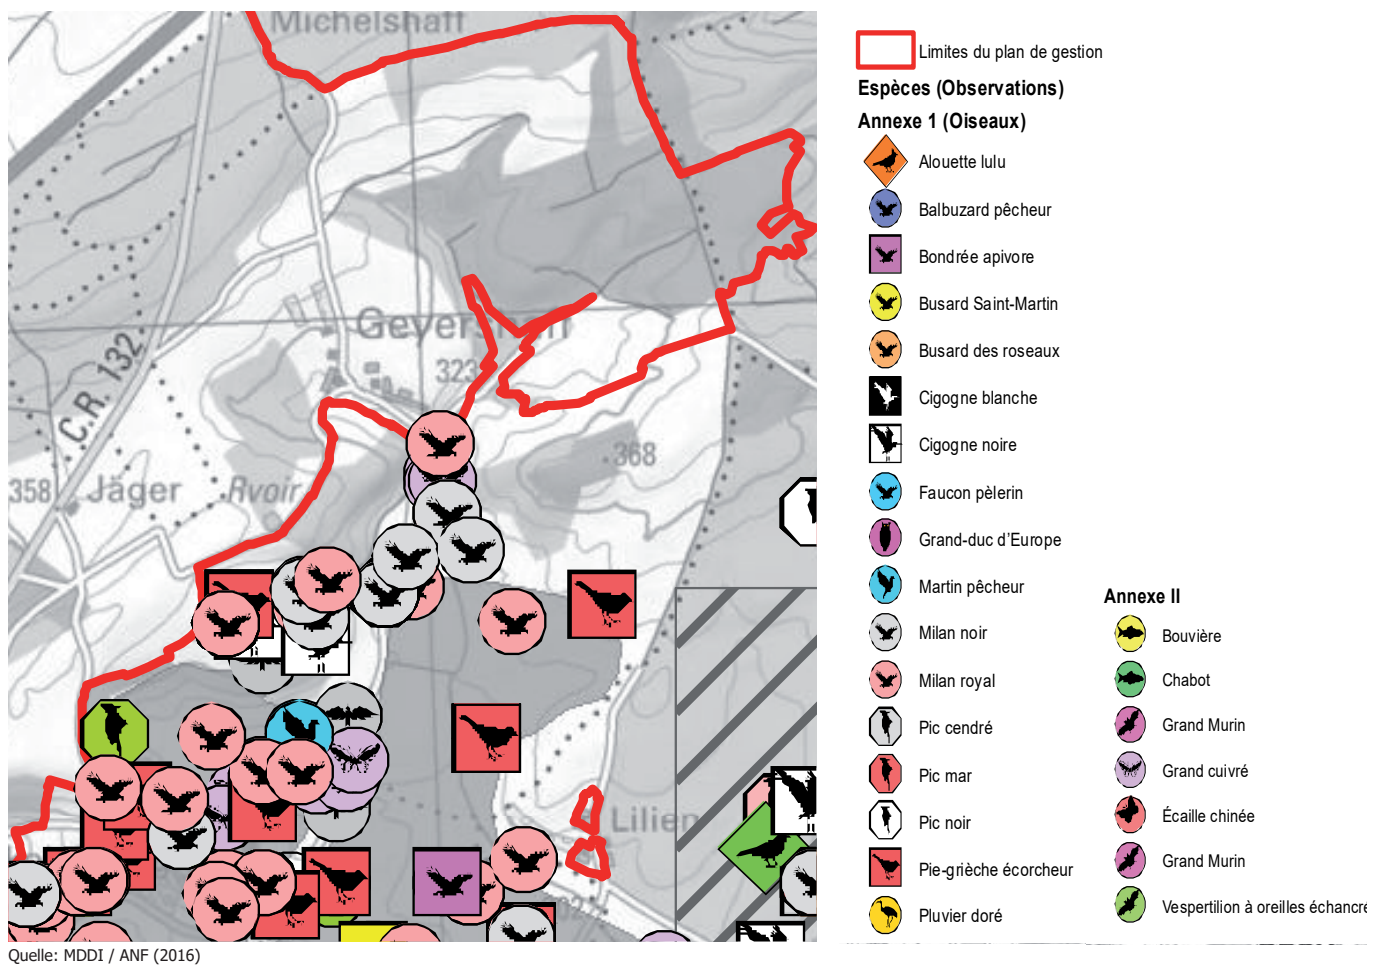 Michelshaff
Geyershaff
323
C.R. 132
368
358
Jäger
Rvoir
Lilien
Quelle: MDDI / ANF (2016)
Limites du plan de gestion
Espèces (Observations)
Annexe 1 (Oiseaux)
Alouette lulu
Balbuzard pêcheur
Bondrée apivore
Busard Saint-Martin
Busard des roseaux
Cigogne blanche
Cigogne noire
Faucon pèlerin
Grand-duc d'Europe
Martin pêcheur
Milan noir
Milan royal
Pic cendré
Pic mar
Pic noir
Pie-grièche écorcheur
Pluvier doré
Annexe II
Bouvière
Chabot
Grand Murin
Grand cuivré
Écaille chinée
Grand Murin
Vespertilion à oreilles échancré